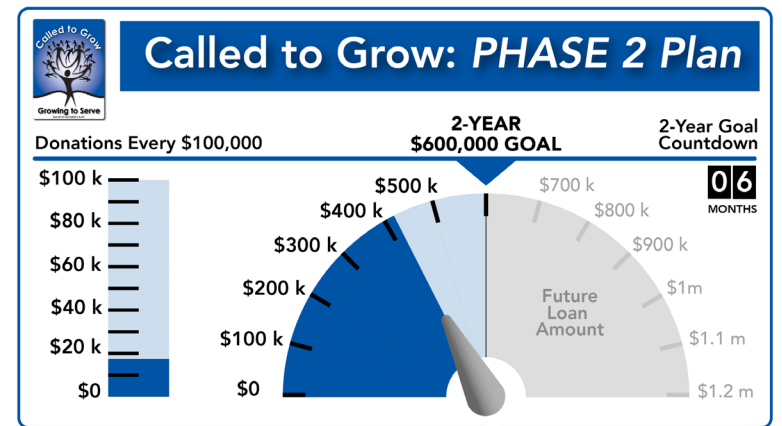 Called to Grow
Growing to Serve
Called to Grow: PHASE 2 Plan
Donations Every $100,000
2-YEAR
$600,000 GOAL
2-Year Goal
Countdown
06
MONTHS
$100 k
$80 k
$60 k
$40 k
$20 k
$0
$0
$100 k
$200 k
$300 k
$400 k
$500 k
$700 k
$800 k
$900 k
$1m
$1.1 m
$1.2 m
Future
Loan
Amount